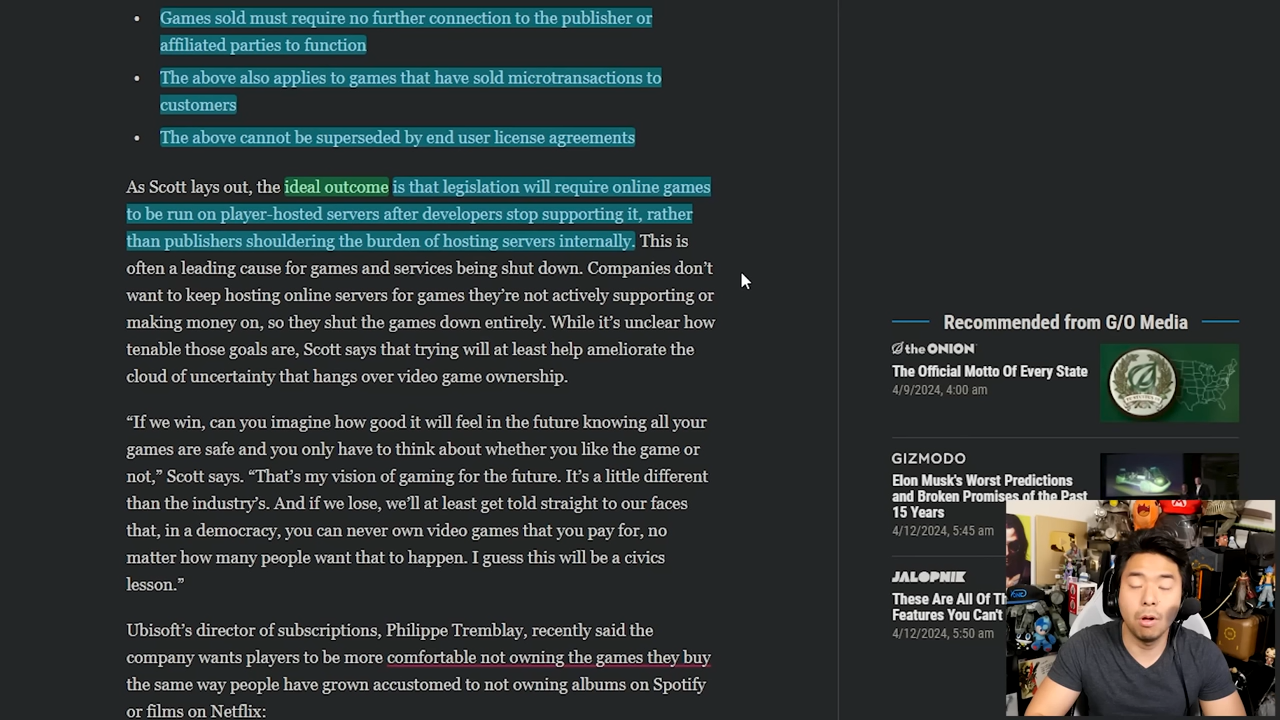 Games sold must require no further connection to the publisher or
affiliated parties to function
The above also applies to games that have sold microtransactions to
customers
The above cannot be superseded by end user license agreements
As Scott lays out, the ideal outcome is that legislation will require online games
to be run on player-hosted servers after developers stop supporting it, rather
than publishers shouldering the burden of hosting servers internally. This is
often a leading cause for games and services being shut down. Companies don’t
want to keep hosting online servers for games they’re not actively supporting or
making money on, so they shut the games down entirely. While it’s unclear how
tenable those goals are, Scott says that trying will at least help ameliorate the
cloud of uncertainty that hangs over video game ownership.
“If we win, can you imagine how good it will feel in the future knowing all your
games are safe and you only have to think about whether you like the game or
not,” Scott says. “That’s my vision of gaming for the future. It’s a little different
than the industry’s. And if we lose, we’ll at least get told straight to our faces
that, in a democracy, you can never own video games that you pay for, no
matter how many people want that to happen. I guess this will be a civics
lesson.”
Ubisoft’s director of subscriptions, Philippe Tremblay, recently said the
company wants players to be more comfortable not owning the games they buy
the same way people have grown accustomed to not owning albums on Spotify
or films on Netflix:
Recommended from G/O Media
the ONION
The Official Motto Of Every State
4/9/2024, 4:00 am
GIZMODO
Elon Musk's Worst Predictions
and Broken Promises of the Past
15 Years
4/12/2024, 5:45 am
JALOPNIK
These Are All Of Th
Features You Can't
4/12/2024, 5:50 am